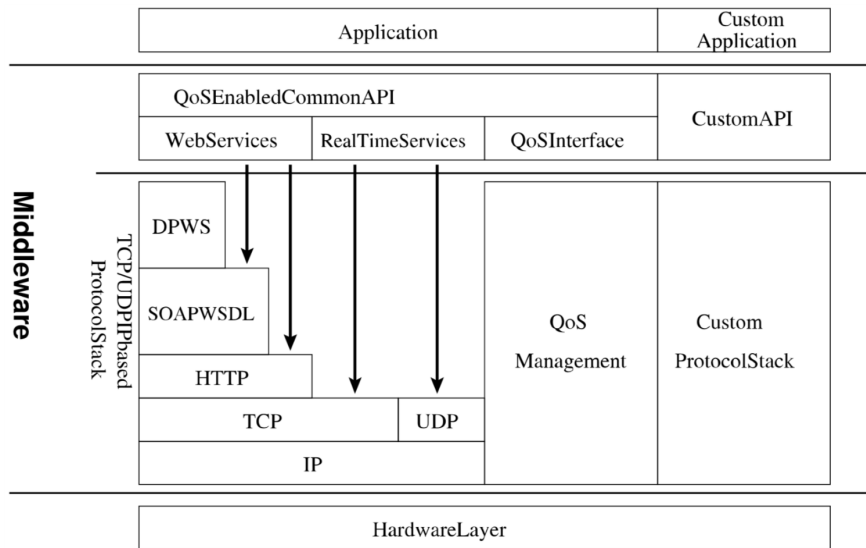 Application
Custom
Application
QoSEnabledCommonAPI
CustomAPI
WebServices
RealTimeServices
QoSInterface
Middleware
TCP/UDPIPbased
ProtocolStack
DPWS
SOAPWSDL
HTTP
TCP
UDP
IP
QoS
Management
Custom
ProtocolStack
HardwareLayer